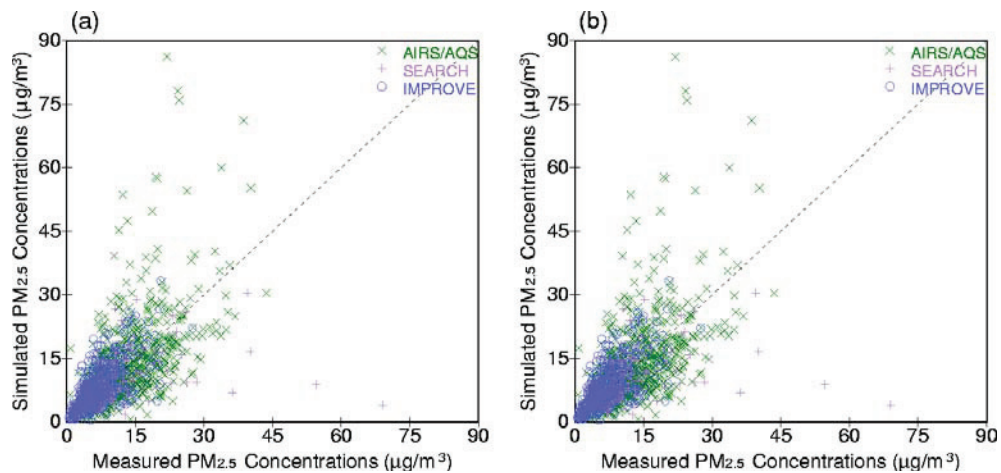 (a)
90
75
60
45
30
15
0
Simulated PM2.5 Concentrations (μg/m³)
AIRS/AQS
SEARCH
IMPROVE
0 15 30 45 60 75 90
Measured PM2.5 Concentrations (μg/m³)
(b)
90
75
60
45
30
15
0
Simulated PM2.5 Concentrations (μg/m³)
AIRS/AQS
SEARCH
IMPROVE
0 15 30 45 60 75 90
Measured PM2.5 Concentrations (μg/m³)